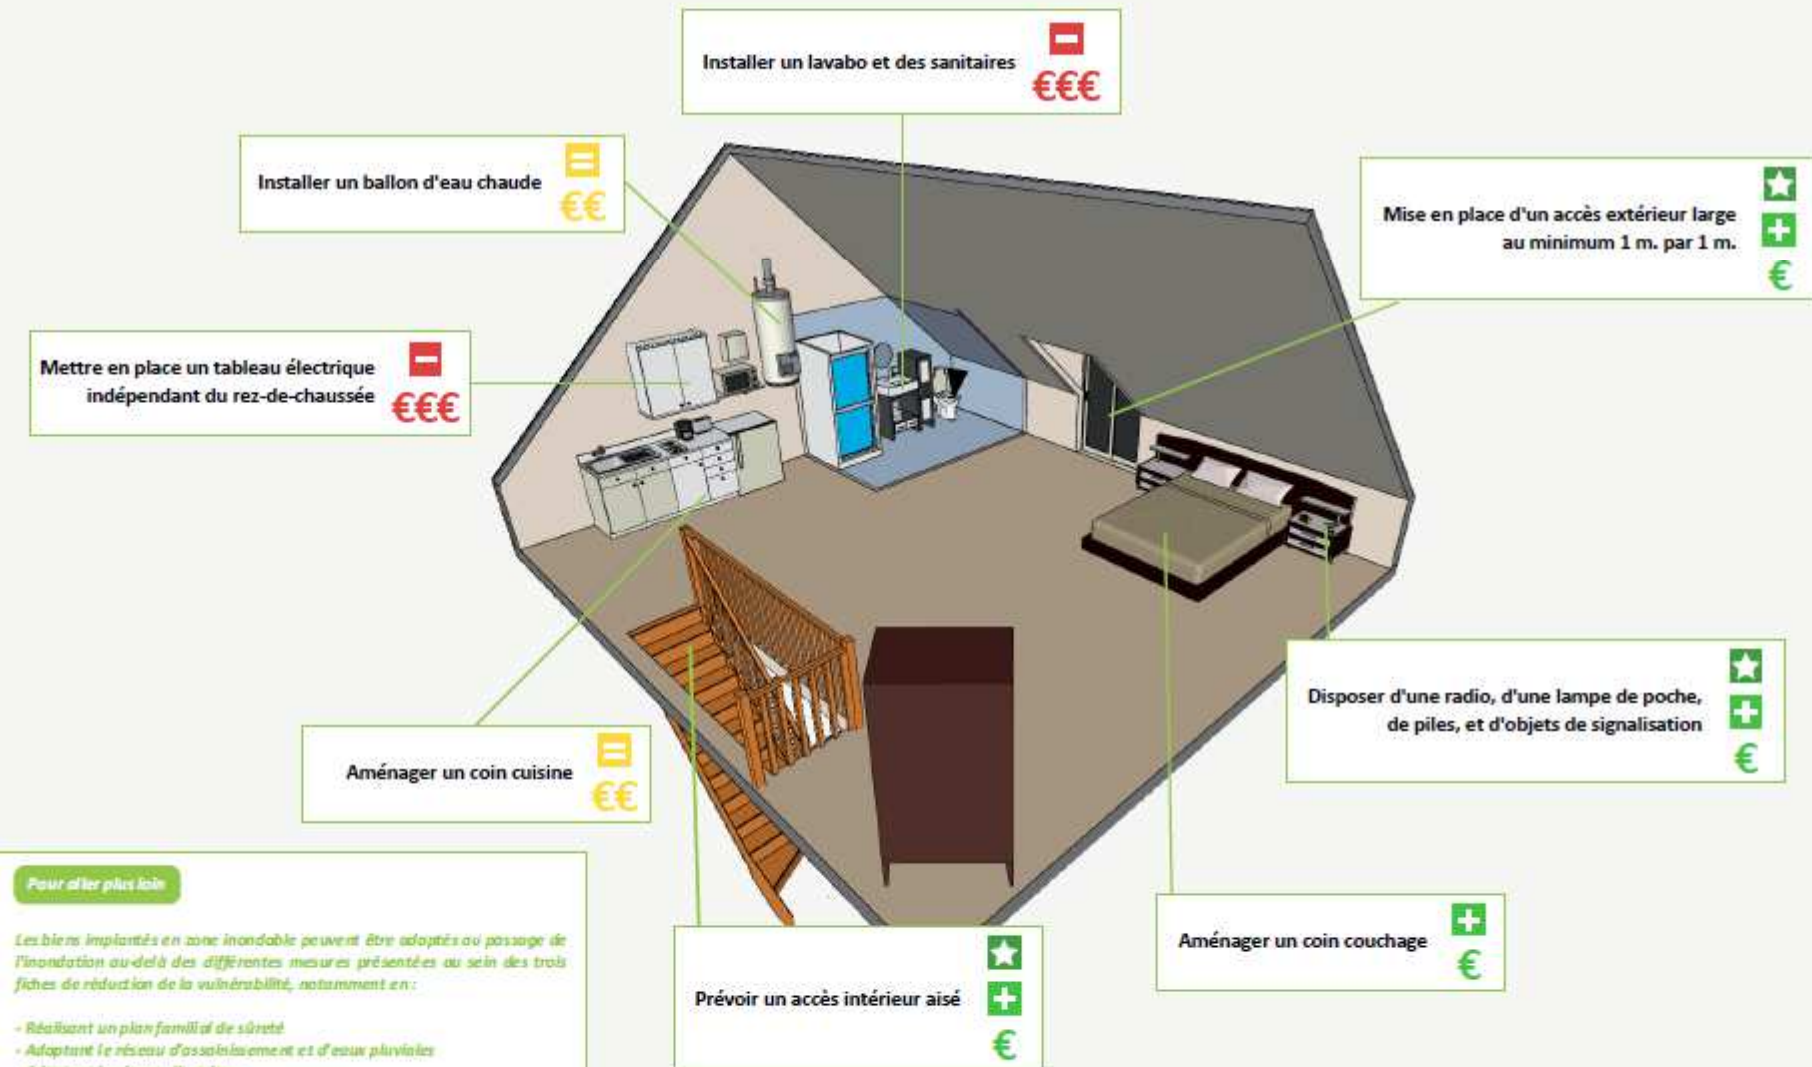 Installer un lavabo et des sanitaires
€€€
Installer un ballon d'eau chaude
€€
Mise en place d'un accès extérieur large
au minimum 1 m. par 1 m.
€
Mettre en place un tableau électrique
indépendant du rez-de-chaussée
€€€
Disposer d'une radio, d'une lampe de poche,
de piles, et d'objets de signalisation
€
Aménager un coin cuisine
€€
Aménager un coin couchage
€
Prévoir un accès intérieur aisé
€
Pour aller plus loin
Les biens implantés en zone inondable peuvent être adaptés au passage de
l'inondation au-delà des différentes mesures présentées au sein des trois
fiches de réduction de la vulnérabilité, notamment en :
- Réalisant un plan familial de sûreté
- Adaptant le réseau d'assainissement et d'eaux pluviales